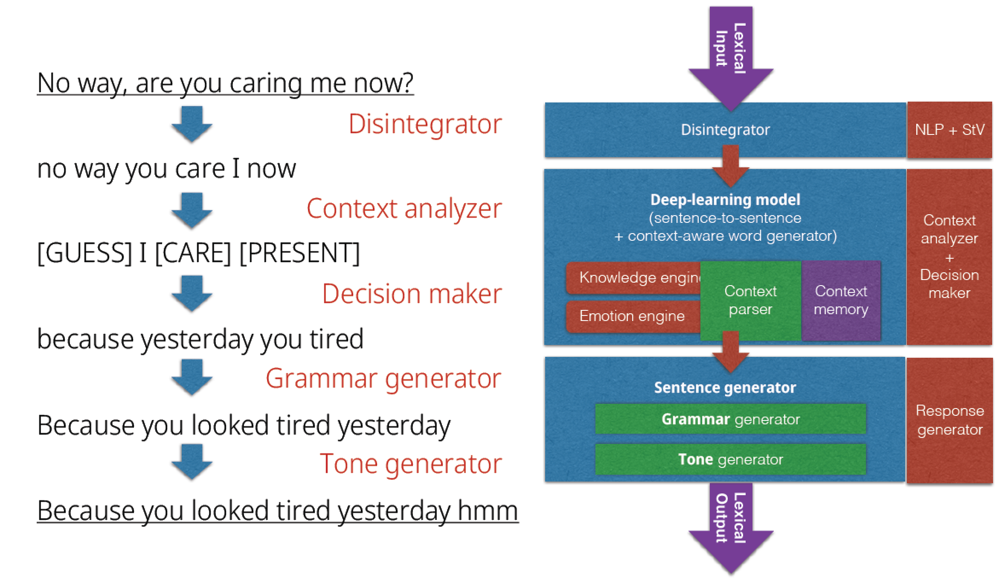 No way, are you caring me now?
Disintegrator
no way you care I now
Context analyzer
[GUESS] I [CARE] [PRESENT]
Decision maker
because yesterday you tired
Grammar generator
Because you looked tired yesterday
Tone generator
Because you looked tired yesterday hmm
Lexical
Input
Disintegrator
NLP + StV
Deep-learning model
(sentence-to-sentence
+ context-aware word generator)
Knowledge engine
Emotion engine
Context
parser
Context
memory
Context
analyzer
+
Decision
maker
Sentence generator
Grammar generator
Tone generator
Response
generator
Lexical
Output